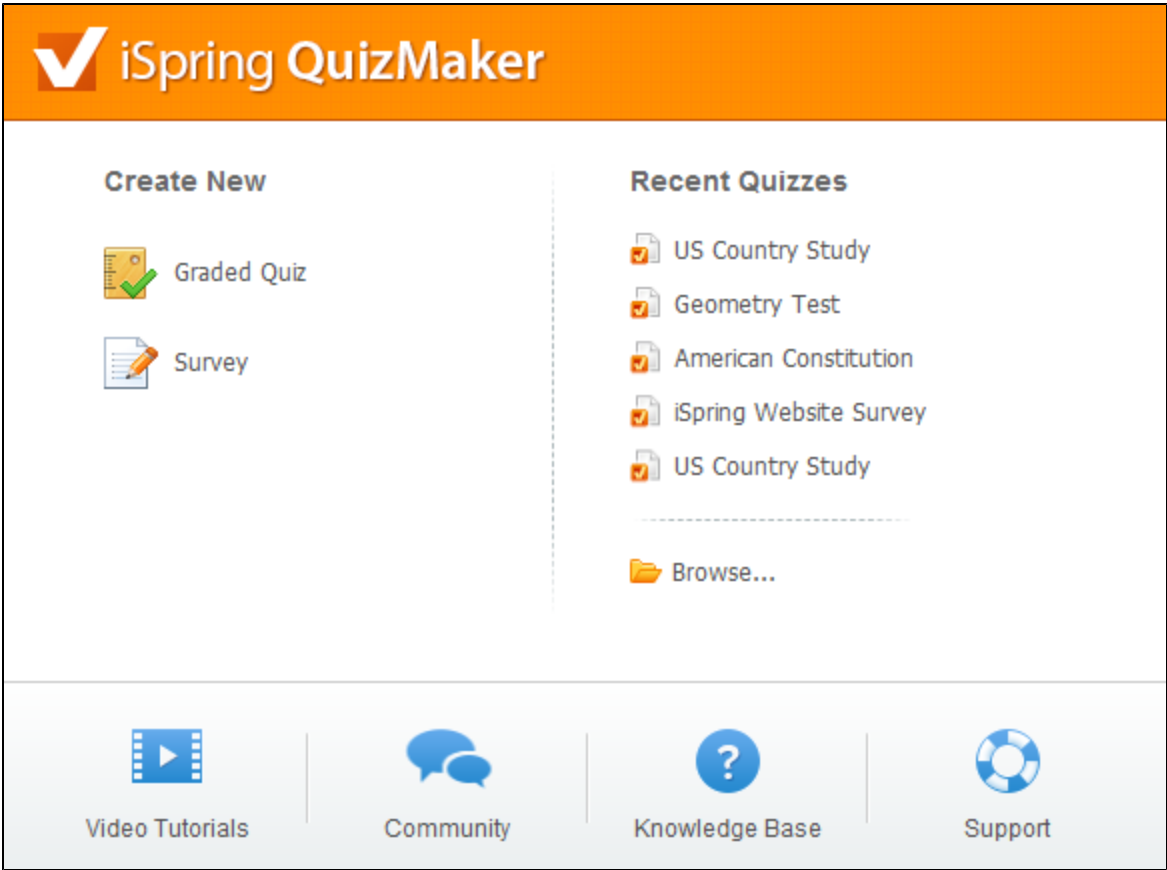 iSpring QuizMaker
Create New
Graded Quiz
Survey
Recent Quizzes
US Country Study
Geometry Test
American Constitution
iSpring Website Survey
US Country Study
Browse...
Video Tutorials
Community
?
Knowledge Base
Support